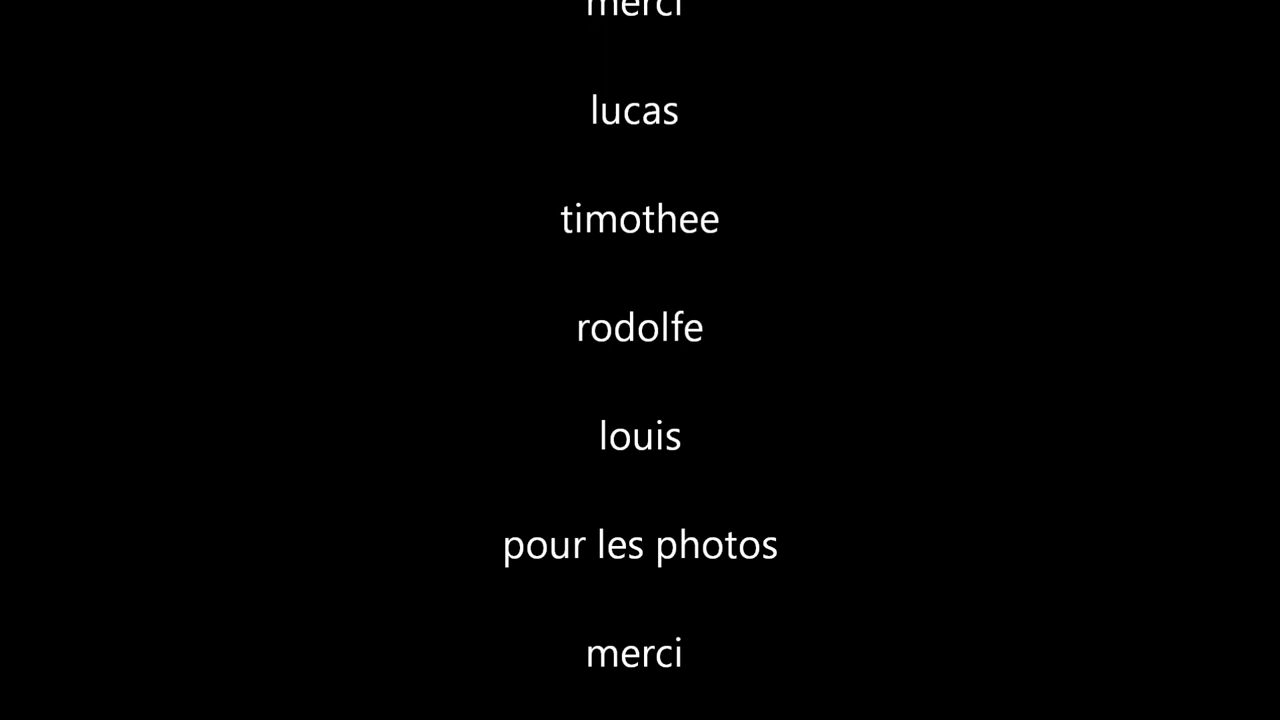 merci
lucas
timothee
rodolfe
louis
pour les photos
merci